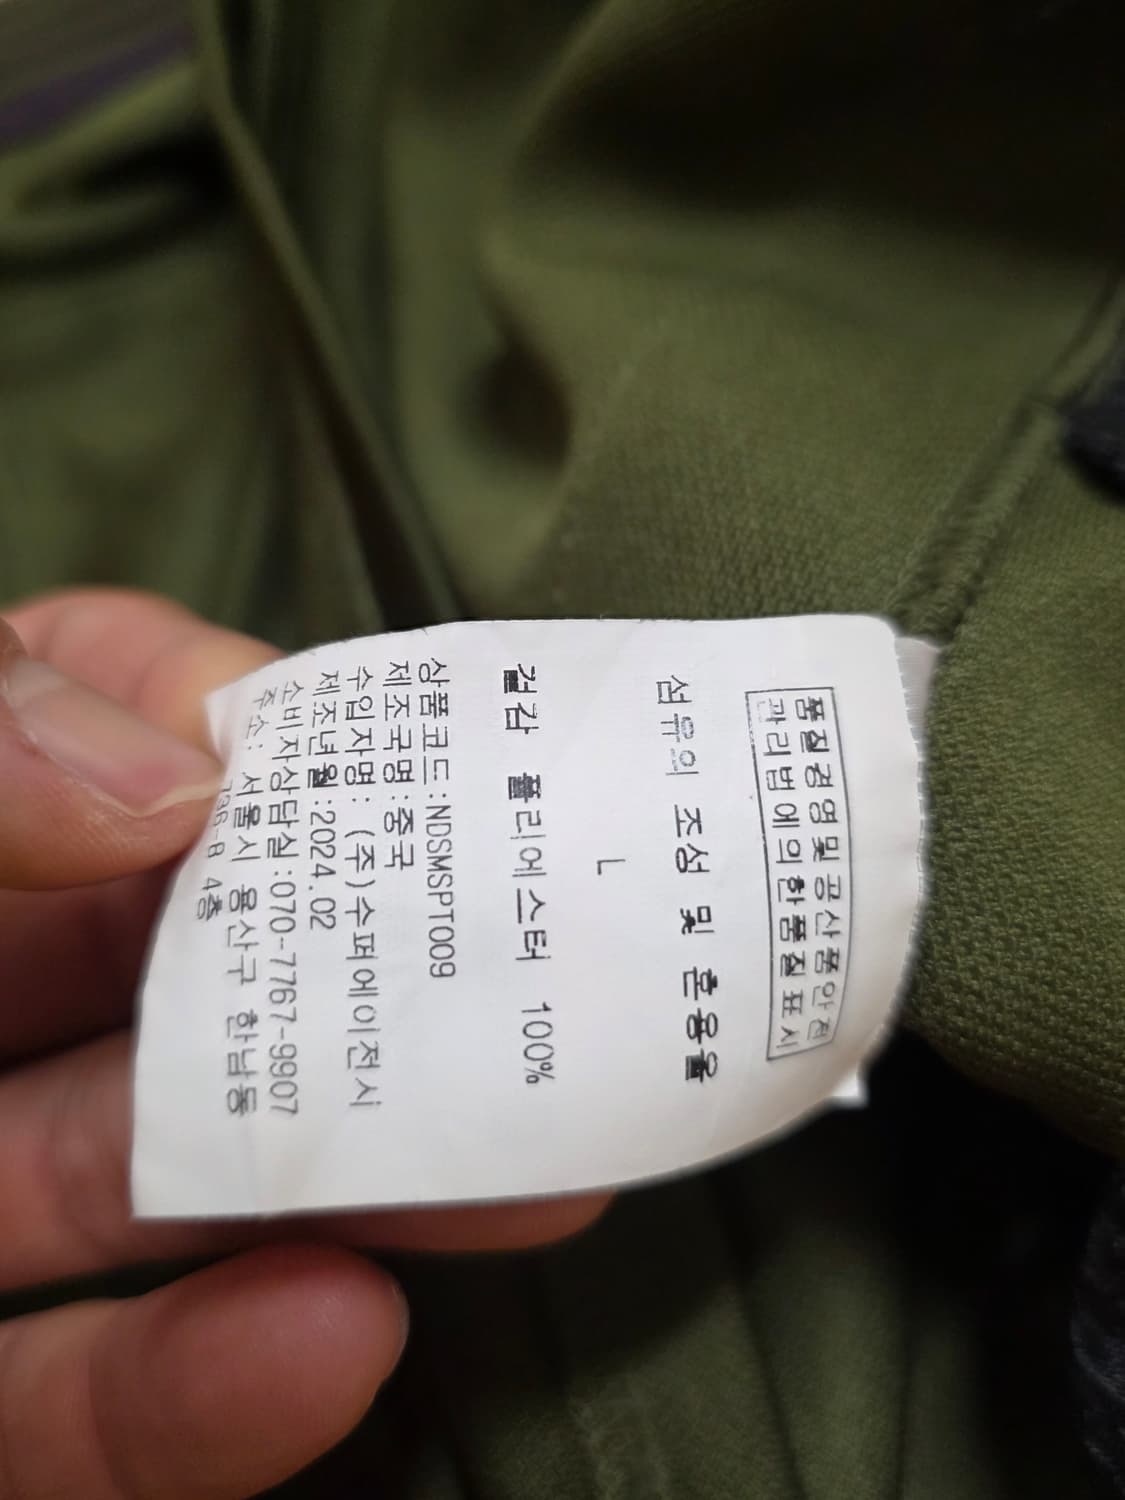 품질경영및공산품안전
관리법에의한품질표시
섬유의 조성 및 혼용율
L
겉감 폴리에스터 100%
상품코드:NDSMSPT009
제조국명:중국
수입자명: (주)수퍼에이전시
제조년월:2024.02
소비자상담실:070-7767-9907
주소: 서울시 용산구 한남동
736-8 4층